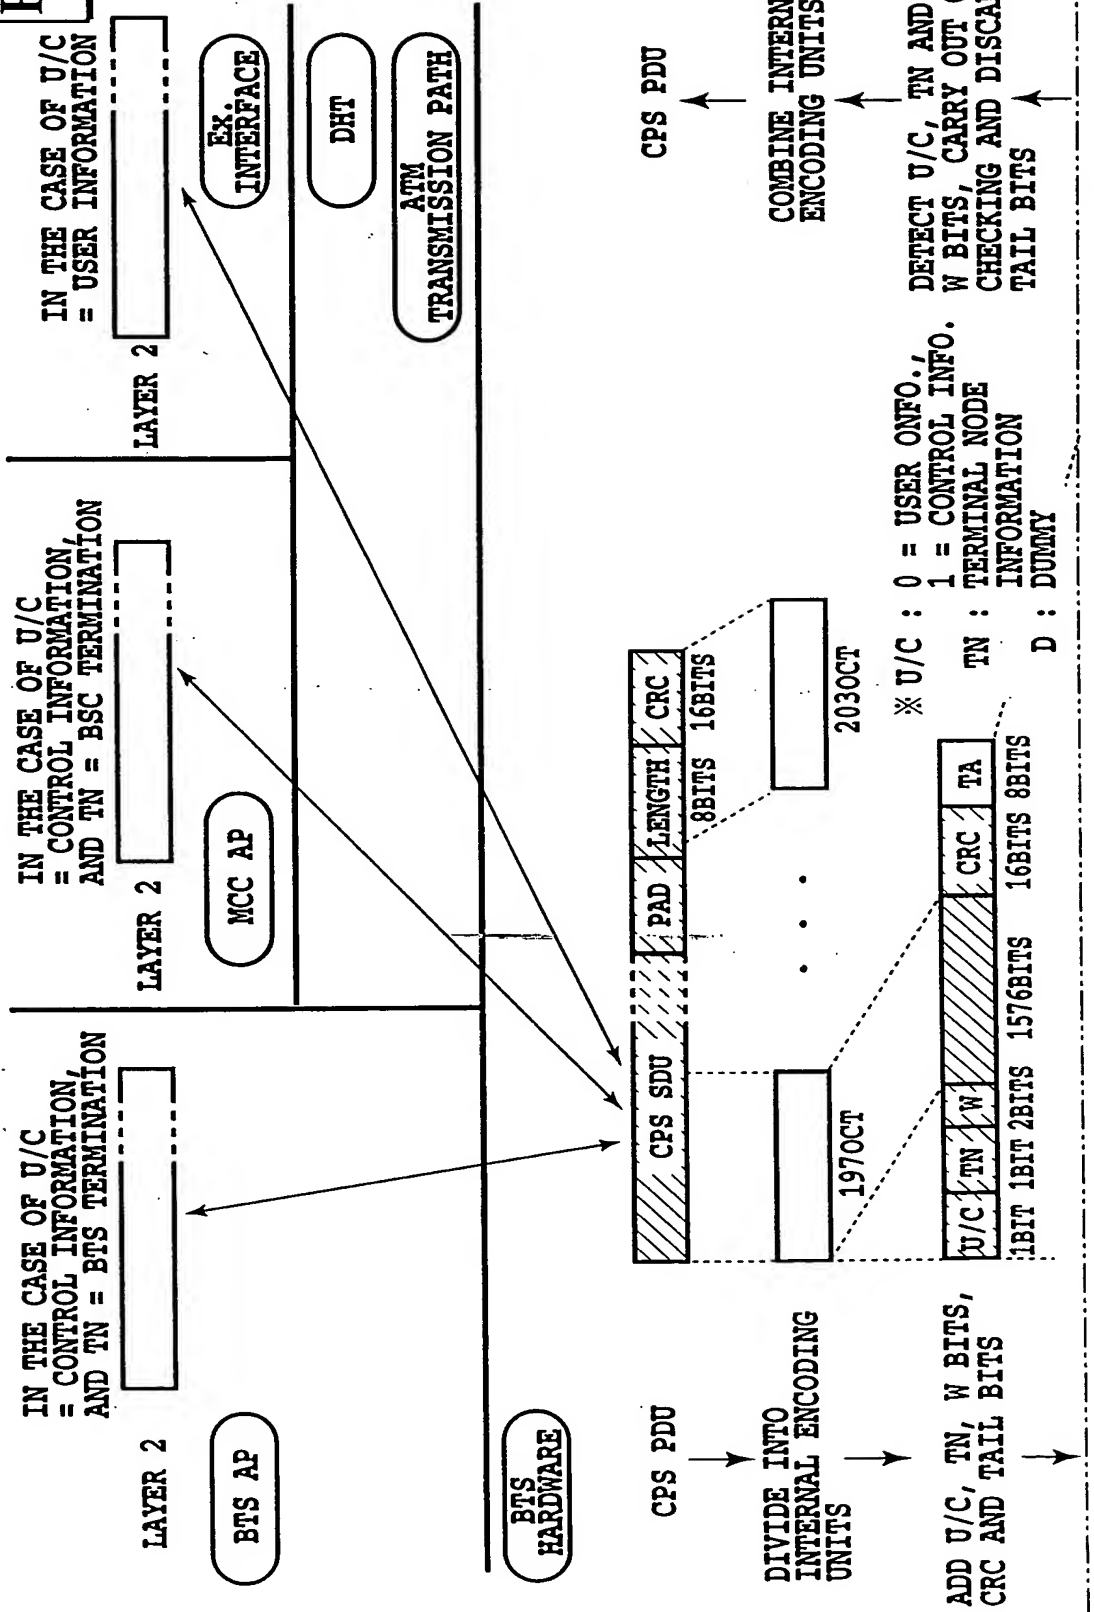 IN THE CASE OF U/C
= CONTROL INFORMATION,
AND TN = BTS TERMINATION
LAYER 2
BTS AP
IN THE CASE OF U/C
= CONTROL INFORMATION,
AND TN = BSC TERMINATION
LAYER 2
MCC AP
IN THE CASE OF U/C
= USER INFORMATION
LAYER 2
EX.
INTERFACE
DHT
ATM
TRANSMISSION PATH
BTS
HARDWARE
CPS PDU
DIVIDE INTO
INTERNAL ENCODING
UNITS
ADD U/C, TN, W BITS,
CRC AND TAIL BITS
CPS SDU
PAD
LENGTH
CRC
8BITS
16BITS
197OCT
203OCT
U/C
TN
W
CRC
TA
1BIT 1BIT 2BITS
1576BITS
16BITS 8BITS
※ U/C : 0 = USER ONFO.,
1 = CONTROL INFO.
TN : TERMINAL NODE
INFORMATION
D : DUMMY
CPS PDU
COMBINE INTERN
ENCODING UNITS
DETECT U/C, TN AND
W BITS, CARY OUT
CHECKING AND DISCA
TAIL BITS